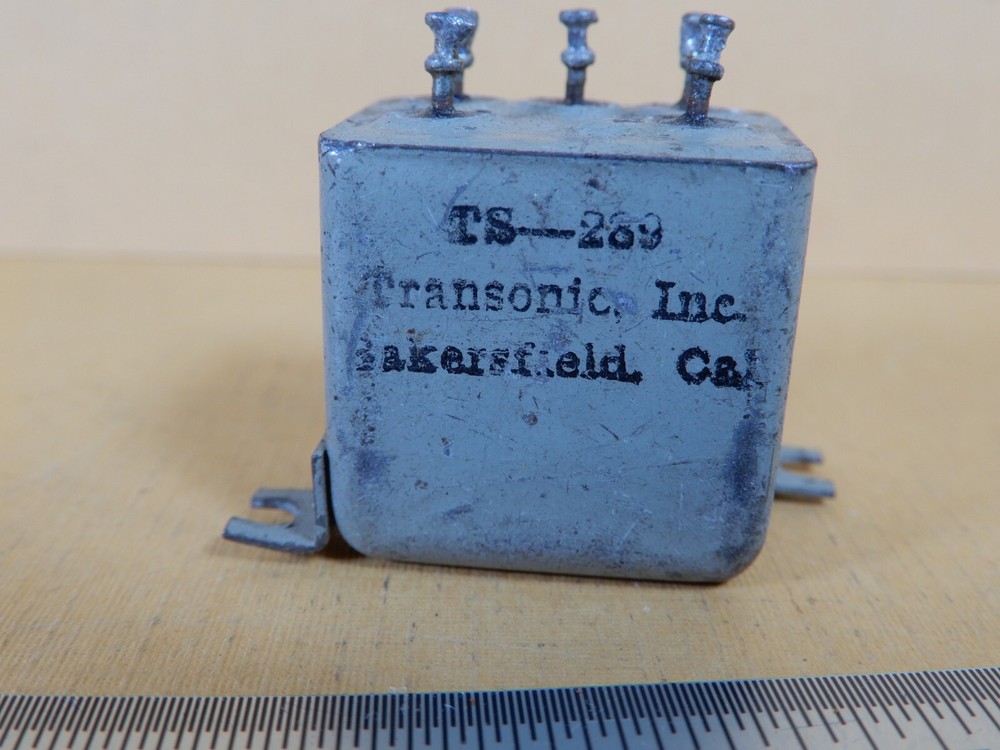 TS—289
Transonic, Inc.
Bakersfield, Cal